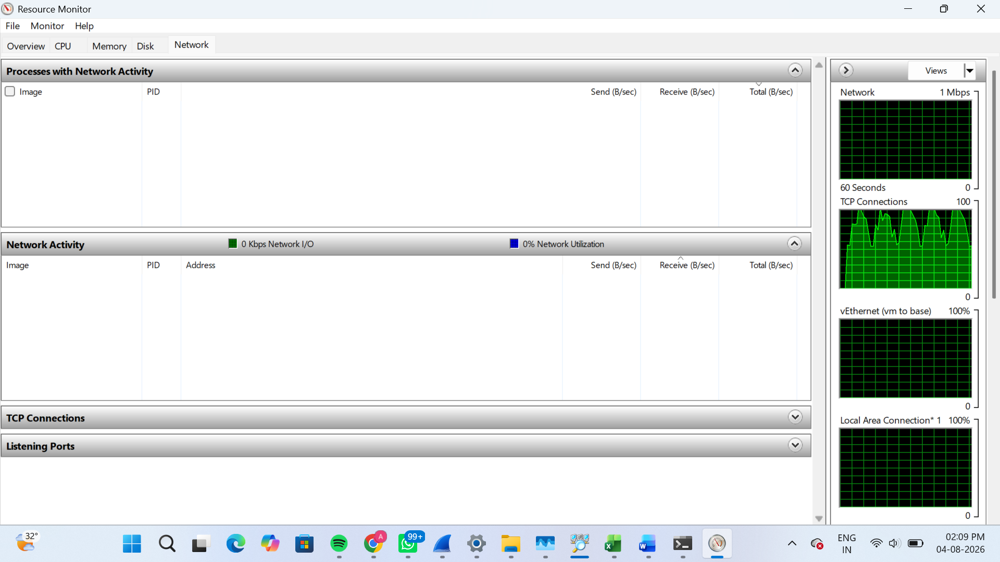 Resource Monitor
File Monitor Help
Overview CPU Memory Disk Network
Processes with Network Activity
Image PID Send (B/sec) Receive (B/sec) Total (B/sec)
Network Activity 0 Kbps Network I/O 0% Network Utilization
Image PID Address Send (B/sec) Receive (B/sec) Total (B/sec)
TCP Connections
Listening Ports
Views
Network 1 Mbps
60 Seconds 0
TCP Connections 100
0
vEthernet (vm to base) 100%
0
Local Area Connection* 1 100%
0
32°
A
99+
ENG
IN
02:09 PM
04-08-2026